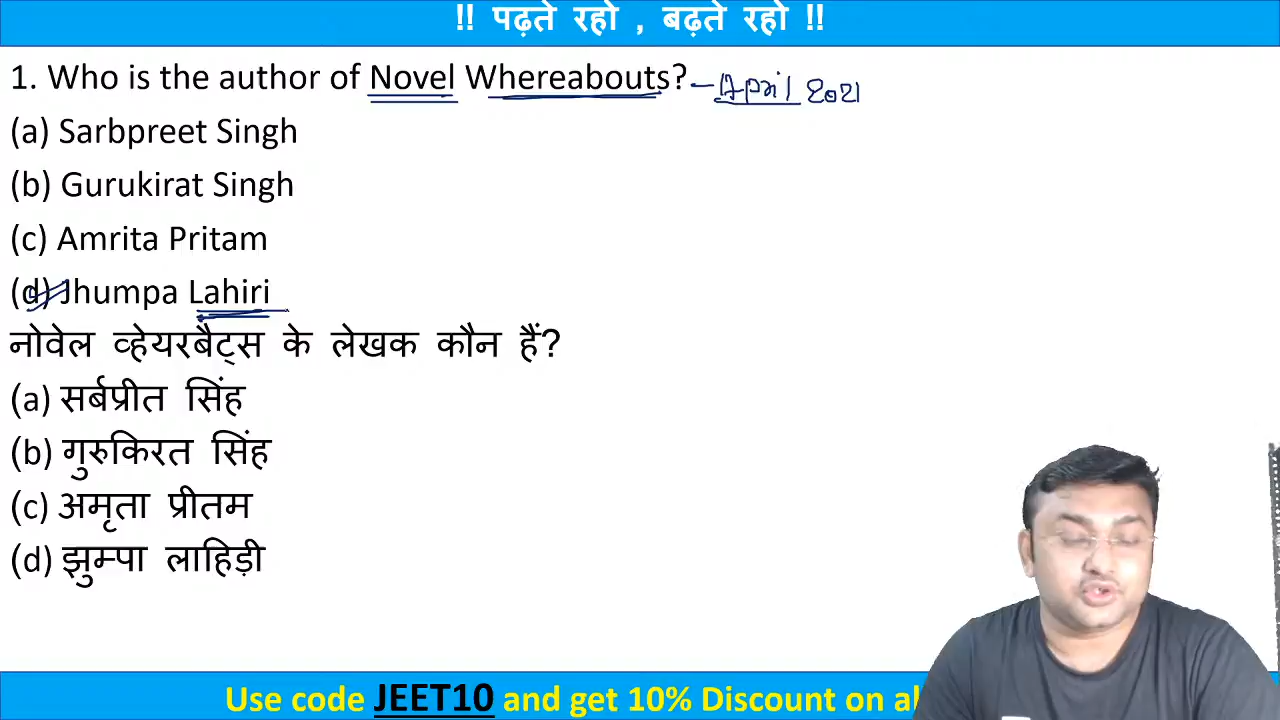 !! पढ़ते रहो , बढ़ते रहो !!
1. Who is the author of Novel Whereabouts? - April 2021
(a) Sarbpreet Singh
(b) Gurukirat Singh
(c) Amrita Pritam
(d) Jhumpa Lahiri
नोवेल व्हेयरबैट्स के लेखक कौन हैं?
(a) सर्बप्रीत सिंह
(b) गुरुकिरत सिंह
(c) अमृता प्रीतम
(d) झुम्पा लाहिड़ी
Use code JEET10 and get 10% Discount on